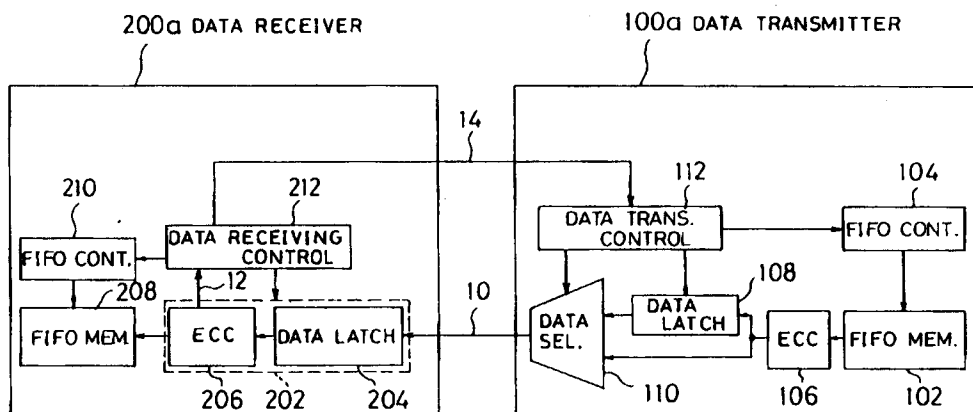 200a DATA RECEIVER
100a DATA TRANSMITTER
14
210
212
112
104
FIFO CONT.
DATA RECEIVING
CONTROL
DATA TRANS.
CONTROL
FIFO CONT.
208
12
10
108
FIFO MEM.
ECC
DATA LATCH
DATA
SEL.
DATA
LATCH
ECC
FIFO MEM.
206
202
204
110
106
102